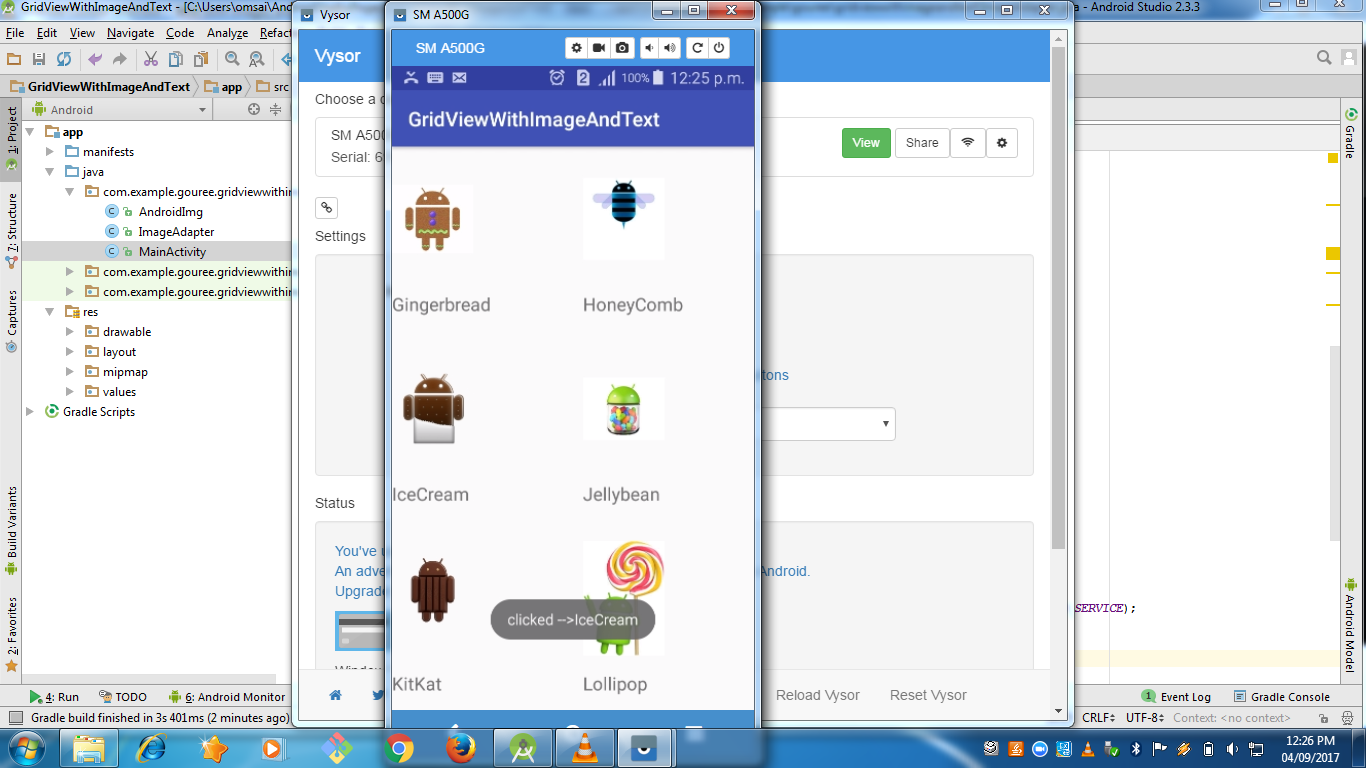 GridViewWithImageAndText - [C:\Users\omsai\And
- Android Studio 2.3.3
File Edit View Navigate Code Analyze Refact
GridViewWithImageAndText app src
Android
app
manifests
java
com.example.gouree.gridviewwithin
AndroidImg
ImageAdapter
MainActivity
com.example.gouree.gridviewwithin
com.example.gouree.gridviewwithin
res
drawable
layout
mipmap
values
Gradle Scripts
1: Project
7: Structure
Captures
Build Variants
2: Favorites
Vysor
Vysor
Choose a d
SM A500
Serial: 6
View Share
Settings
tons
Status
You've u
An adve
Android.
Upgrade
Window
Reload Vysor Reset Vysor
SM A500G
SM A500G
100% 12:25 p.m.
GridViewWithImageAndText
Gingerbread HoneyComb
IceCream Jellybean
clicked -->IceCream
KitKat Lollipop
SERVICE);
Gradle
Android Model
4: Run TODO 6: Android Monitor
1 Event Log Gradle Console
Gradle build finished in 3s 401ms (2 minutes ago)
CRLF UTF-8 Context: <no context>
12:26 PM
04/09/2017